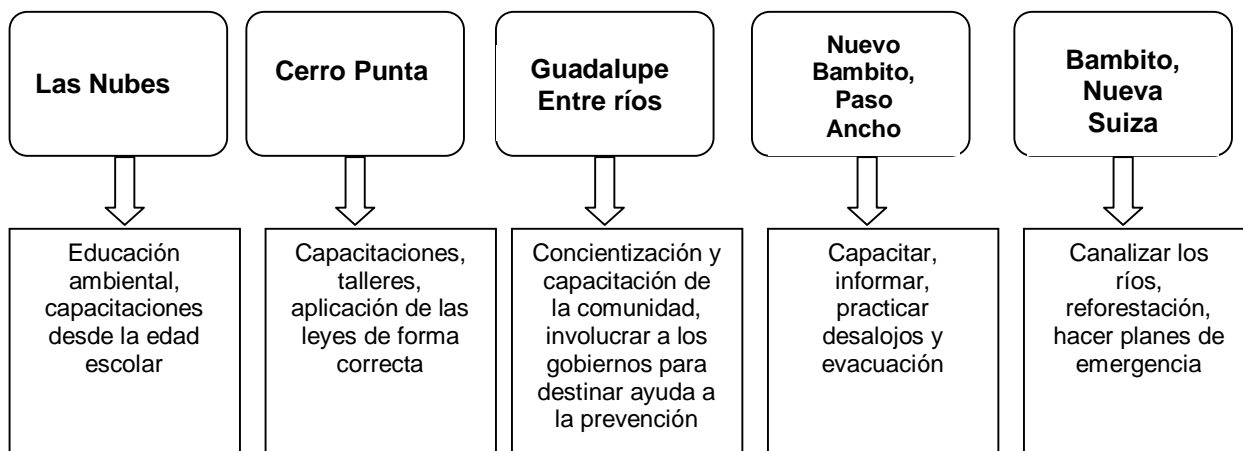 Las Nubes
Cerro Punta
Guadalupe
Entre ríos
Nuevo
Bambito,
Paso
Ancho
Bambito,
Nueva
Suiza
Educación
ambiental,
capacitaciones
desde la edad
escolar
Capacitaciones,
talleres,
aplicación de las
leyes de forma
correcta
Concientización y
capacitación de
la comunidad,
involucrar a los
gobiernos para
destinar ayuda a
la prevención
Capacitar,
informar,
practicar
desalojos y
evacuación
Canalizar los
ríos,
reforestación,
hacer planes de
emergencia